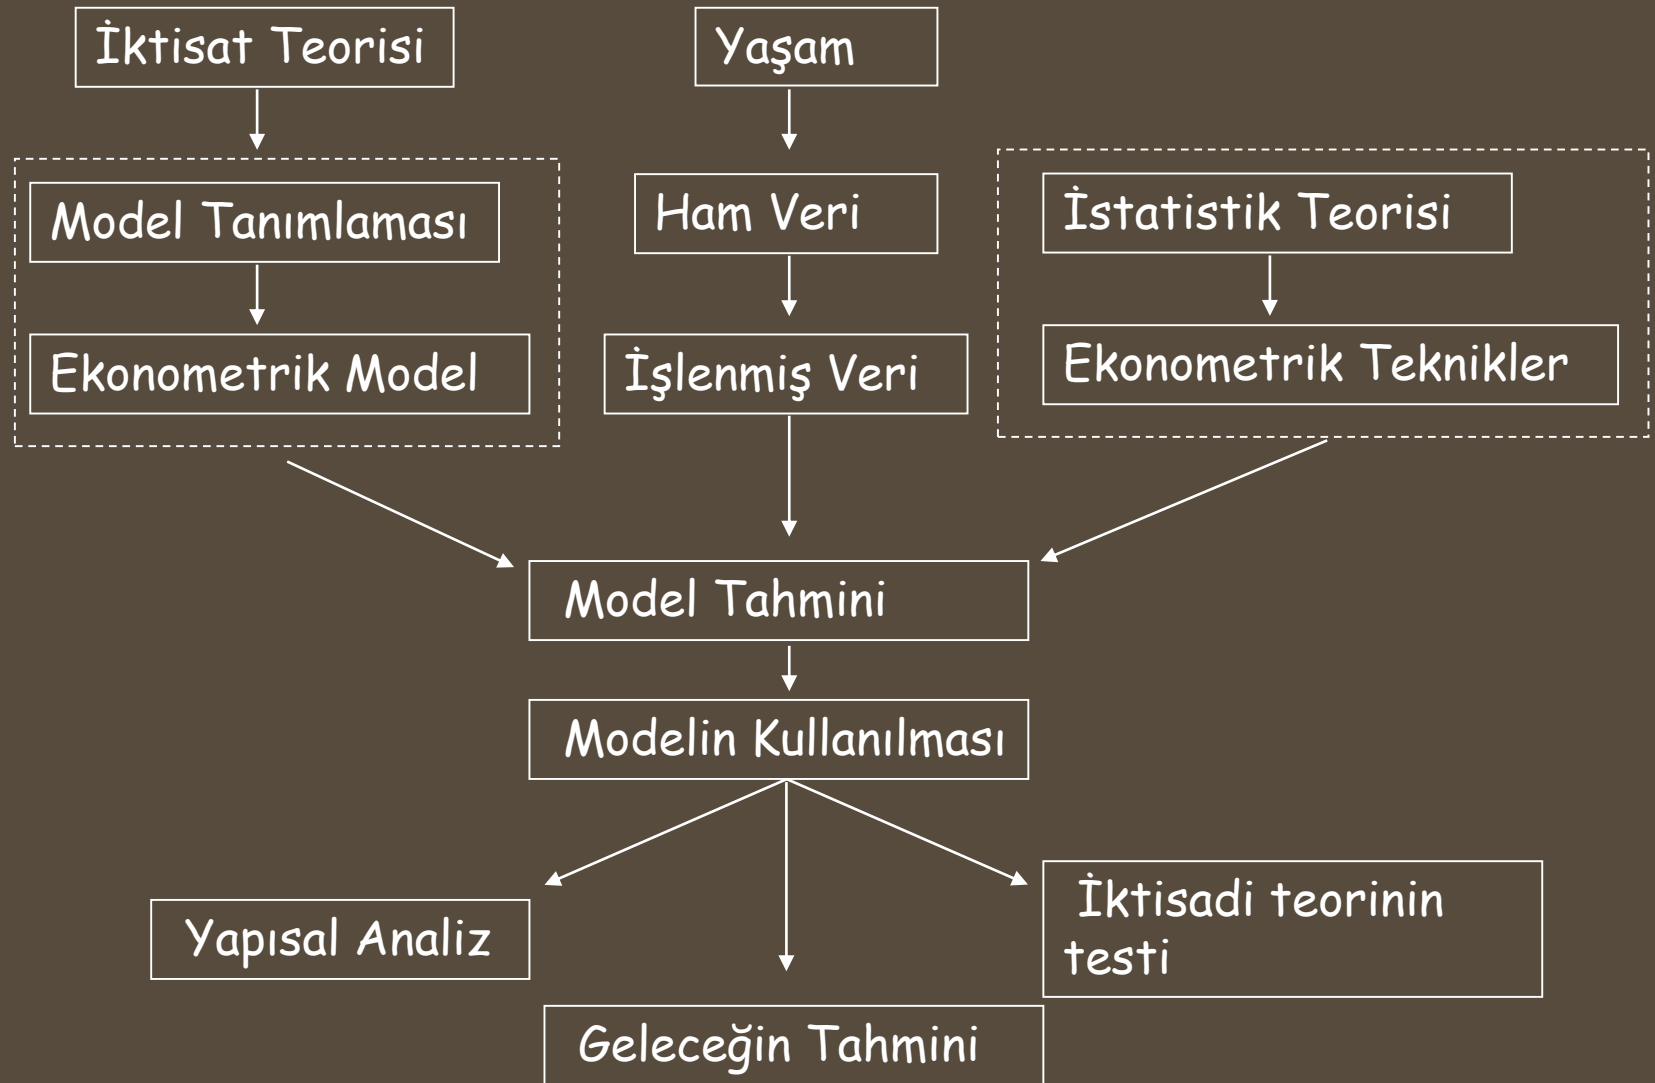 İktisat Teorisi
Yaşam
Model Tanımlaması
Ham Veri
İstatistik Teorisi
Ekonometrik Model
İşlenmiş Veri
Ekonometrik Teknikler
Model Tahmini
Modelin Kullanılması
Yapısal Analiz
İktisadi teorinin
testi
Geleceğin Tahmini